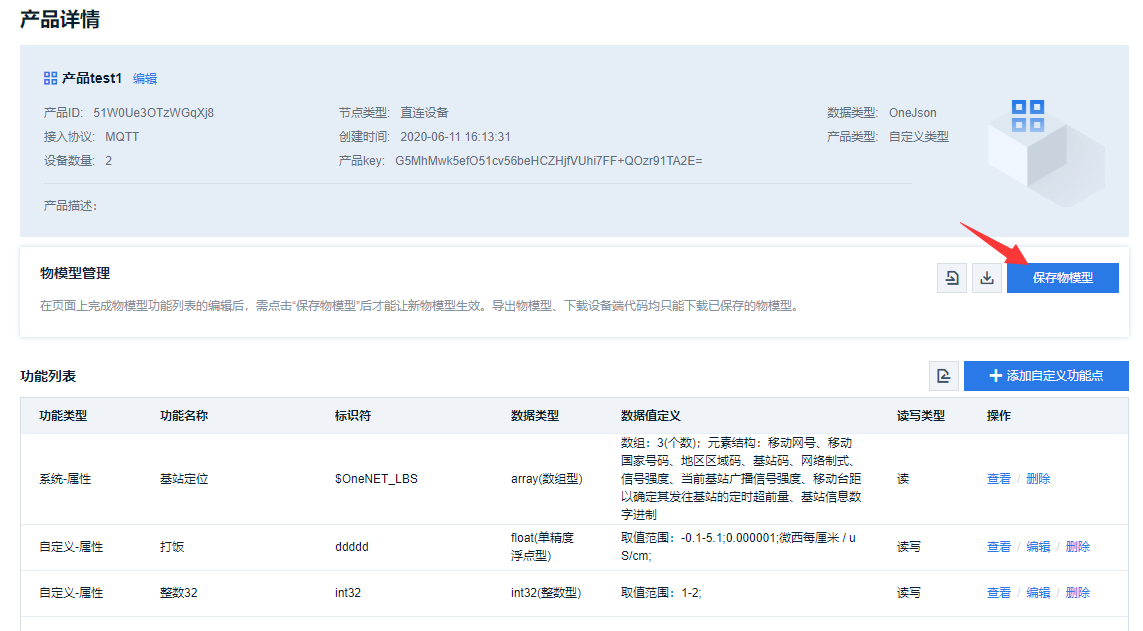 产品详情
产品test1 编辑
产品ID: 51W0Ue3OTzWGqXj8 节点类型: 直连设备 数据类型: OneJson
接入协议: MQTT 创建时间: 2020-06-11 16:13:31 产品类型: 自定义类型
设备数量: 2 产品key: G5MhMwk5efO51cv56beHCZHjfVUhi7FF+QOzr91TA2E=
产品描述:
物模型管理
保存物模型
在页面上完成物模型功能列表的编辑后，需点击“保存物模型”后才能让新物模型生效。导出物模型、下载设备端代码均只能下载已保存的物模型。
功能列表
添加自定义功能点
功能类型 功能名称 标识符 数据类型 数据值定义 读写类型 操作
系统-属性 基站定位 $OneNET_LBS array(数组型)
数组：3(个数)；元素结构：移动网号、移动
国家号码、地区区域码、基站码、网络制式、
信号强度、当前基站广播信号强度、移动台距
以确定其发往基站的定时超前量、基站信息数
字进制
读 查看 / 删除
自定义-属性 打饭 ddddd
float(单精度
浮点型)
取值范围：-0.1-5.1;0.000001;微西每厘米 / u
S/cm;
读写 查看 / 编辑 / 删除
自定义-属性 整数32 int32 int32(整数型) 取值范围：1-2; 读写 查看 / 编辑 / 删除